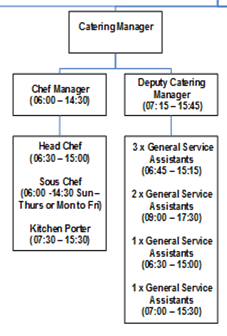 Catering Manager
Chef Manager
(06:00 – 14:30)
Deputy Catering
Manager
(07:15 – 15:45)
Head Chef
(06:30 – 15:00)
Sous Chef
(06:00 -14:30 Sun –
Thurs or Mon to Fri)
Kitchen Porter
(07:30 – 15:30)
3 x General Service
Assistants
(06:45 – 15:15)
2 x General Service
Assistants
(09:00 – 17:30)
1 x General Service
Assistants
(06:30 – 15:00)
1 x General Service
Assistants
(07:00 – 15:30)